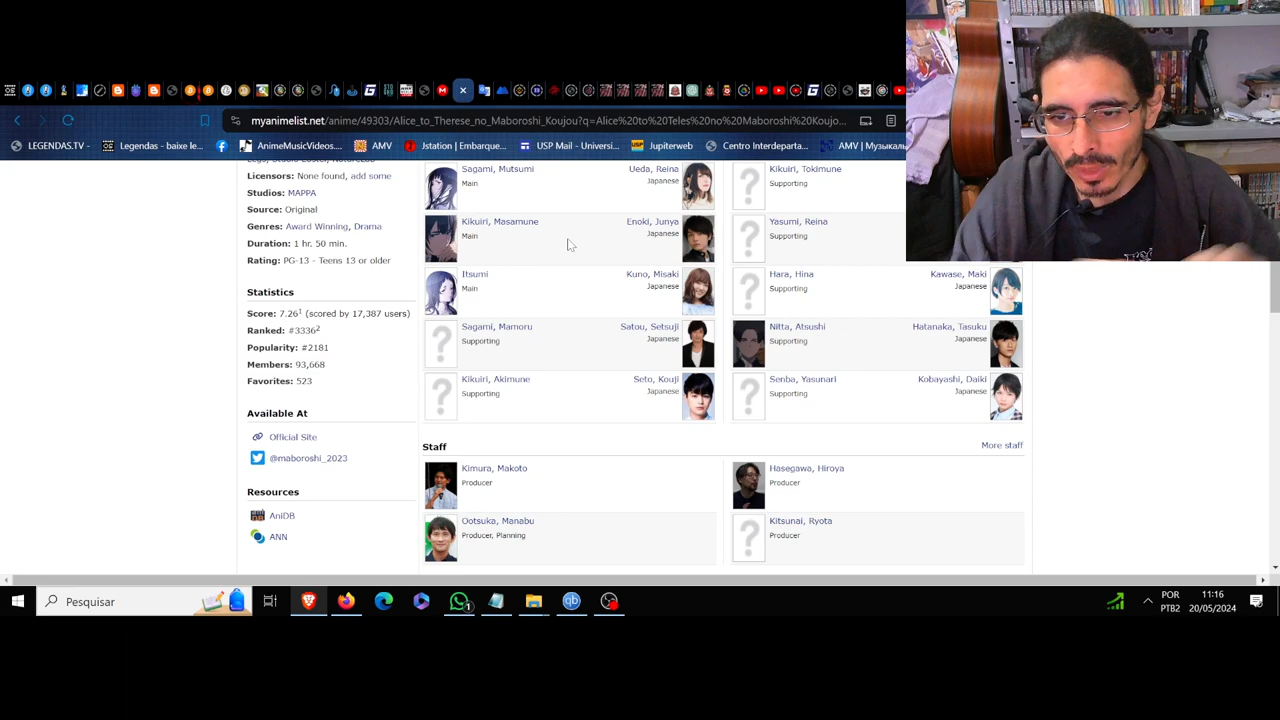 myanimelist.net/anime/49303/Alice_to_Therese_no_Maboroshi_Koujou?q=Alice%20to%20Teles%20no%20Maboroshi%20Kou...
LEGENDAS.TV -
Legendas - baixe le...
AnimeMusicVideos....
AMV
Jstation | Embarque...
USP Mail - Universi...
Jupiterweb
Centro Interdeparta...
AMV | Музыкаль
Licensors: None found, add some
Studios: MAPPA
Source: Original
Genres: Award Winning, Drama
Duration: 1 hr. 50 min.
Rating: PG-13 - Teens 13 or older
Statistics
Score: 7.26¹ (scored by 17,387 users)
Ranked: #3336²
Popularity: #2181
Members: 93,668
Favorites: 523
Available At
Official Site
@maboroshi_2023
Resources
AniDB
ANN
Sagami, Mutsumi
Main
Ueda, Reina
Japanese
Kikuiri, Tokimune
Supporting
Kikuiri, Masamune
Main
Enoki, Junya
Japanese
Yasumi, Reina
Supporting
Itsumi
Main
Kuno, Misaki
Japanese
Hara, Hina
Supporting
Kawase, Maki
Japanese
Sagami, Mamoru
Supporting
Satou, Setsuji
Japanese
Nitta, Atsushi
Supporting
Hatanaka, Tasuku
Japanese
Kikuiri, Akimune
Supporting
Seto, Kouji
Japanese
Senba, Yasunari
Supporting
Kobayashi, Daiki
Japanese
Staff
More staff
Kimura, Makoto
Producer
Hasegawa, Hiroya
Producer
Ootsuka, Manabu
Producer, Planning
Kitsunai, Ryota
Producer
Pesquisar
1
POR
PTB2
11:16
20/05/2024